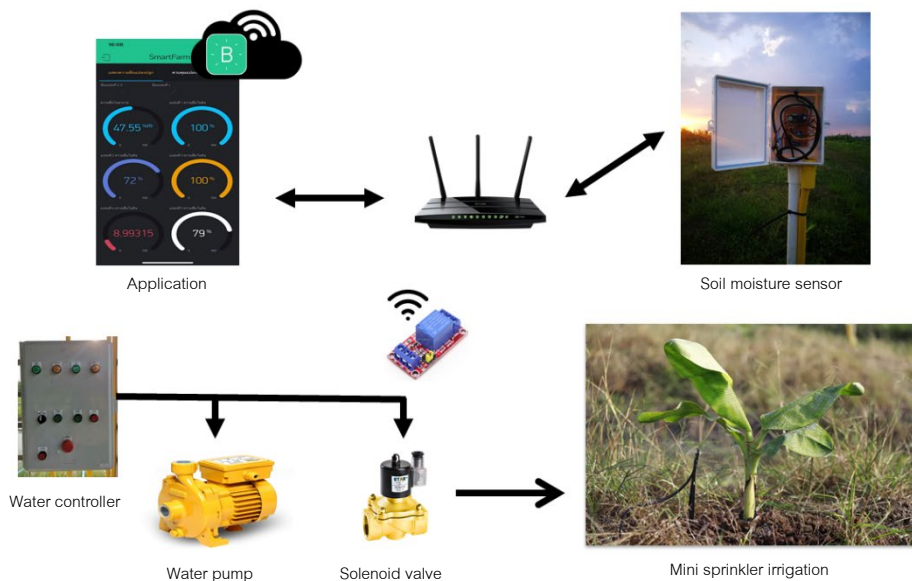 SmartFarm
B
47.55 %
100 %
72 %
100 %
8.99315
79 %
Application
Soil moisture sensor
Water controller
START
Water pump
Solenoid valve
Mini sprinkler irrigation